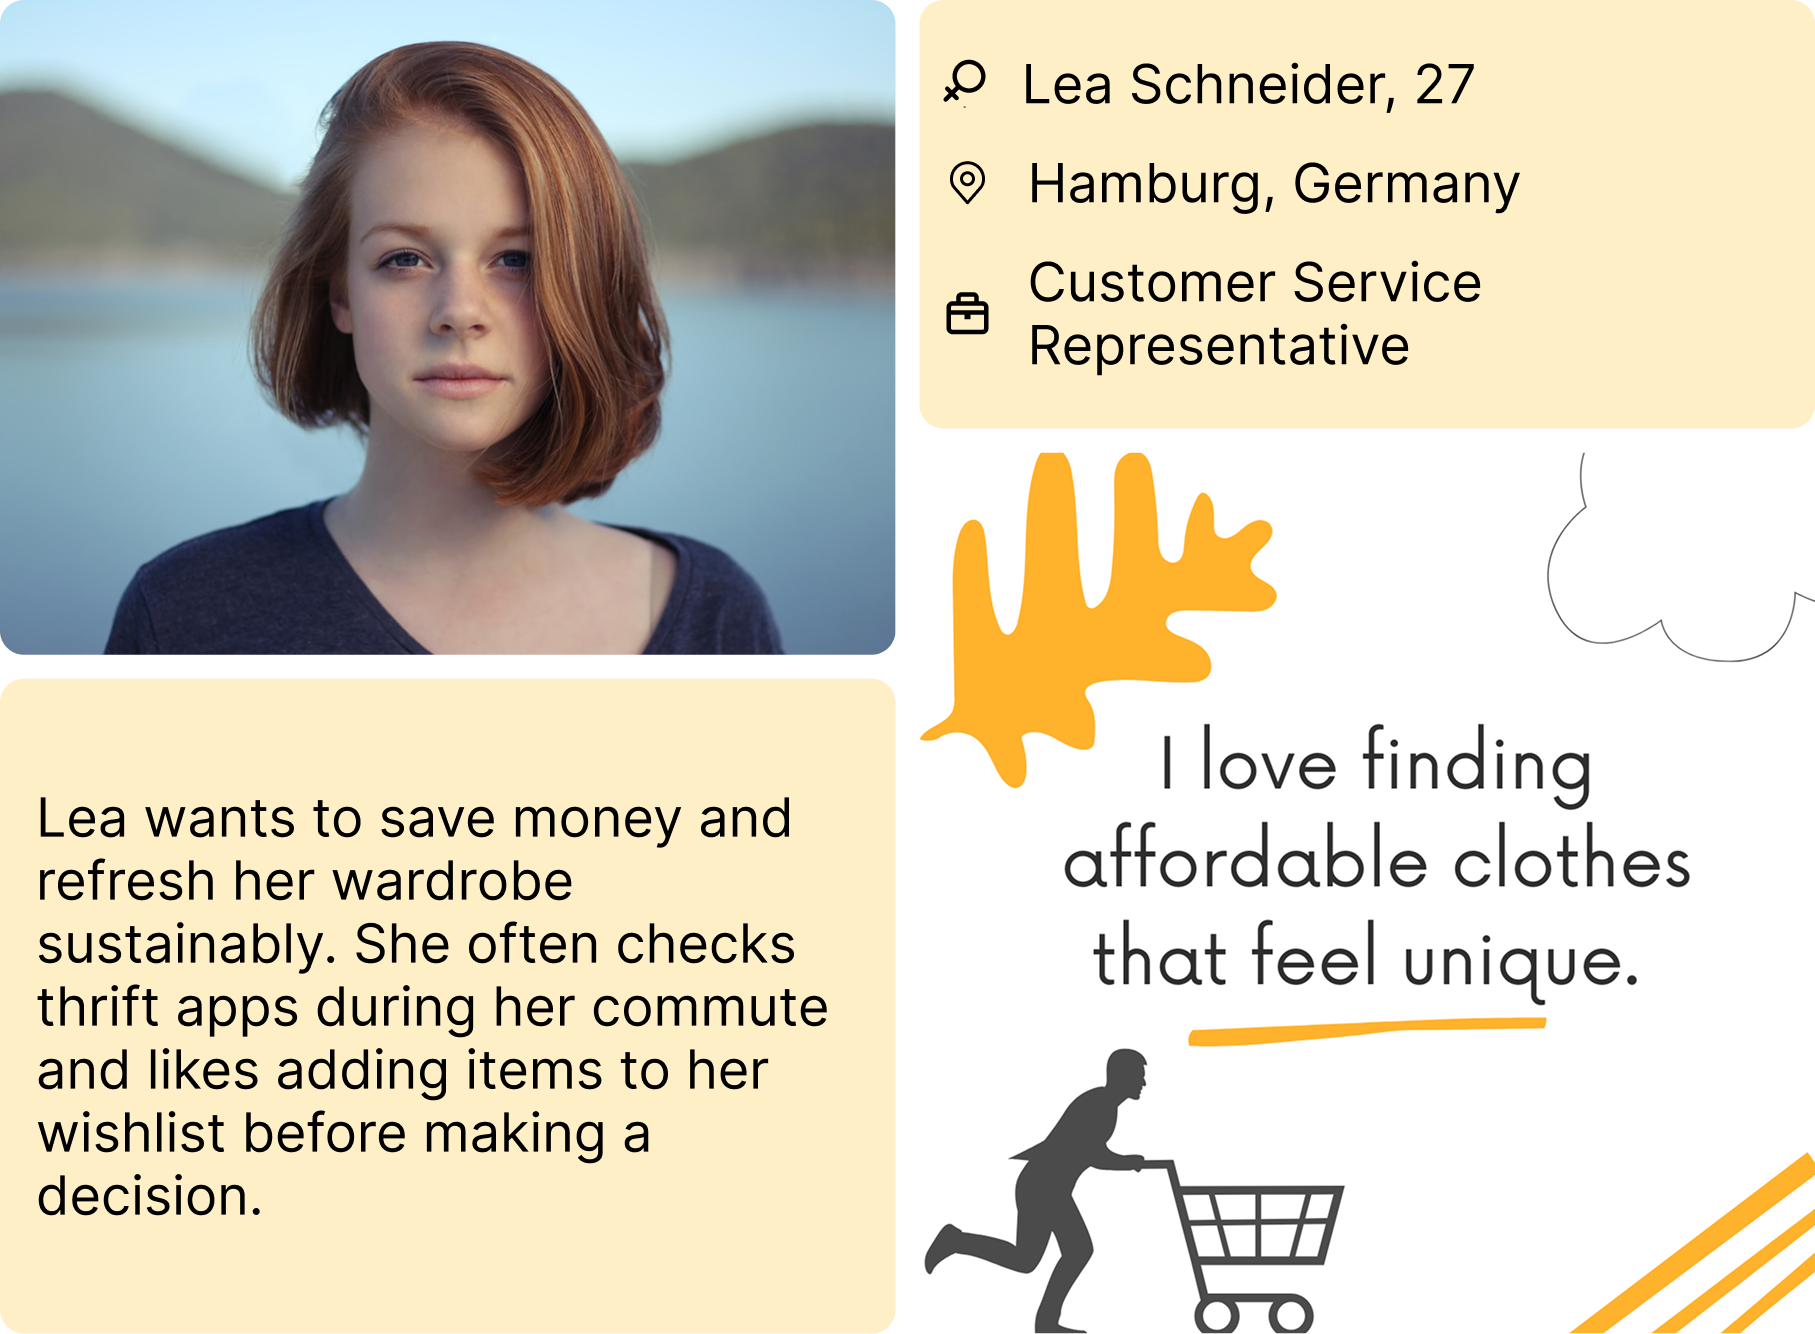 Lea Schneider, 27
Hamburg, Germany
Customer Service
Representative
I love finding
affordable clothes
that feel unique.
Lea wants to save money and
refresh her wardrobe
sustainably. She often checks
thrift apps during her commute
and likes adding items to her
wishlist before making a
decision.